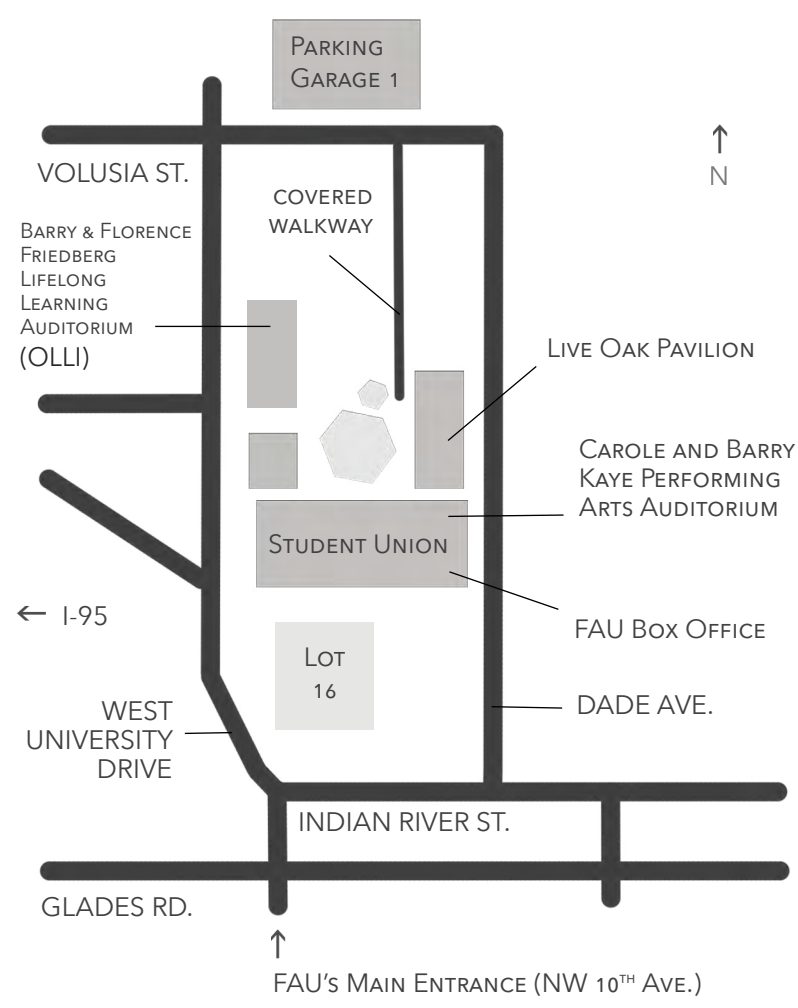 PARKING
GARAGE 1
VOLUSIA ST.
↑
N
COVERED
WALKWAY
BARRY & FLORENCE
FRIEDBERG
LIFELONG
LEARNING
AUDITORIUM
(OLLI)
LIVE OAK PAVILION
CAROLE AND BARRY
KAYE PERFORMING
ARTS AUDITORIUM
STUDENT UNION
← I-95
FAU BOX OFFICE
LOT
16
WEST
UNIVERSITY
DRIVE
DADE AVE.
INDIAN RIVER ST.
GLADES RD.
↑
FAU'S MAIN ENTRANCE (NW 10TH AVE.)